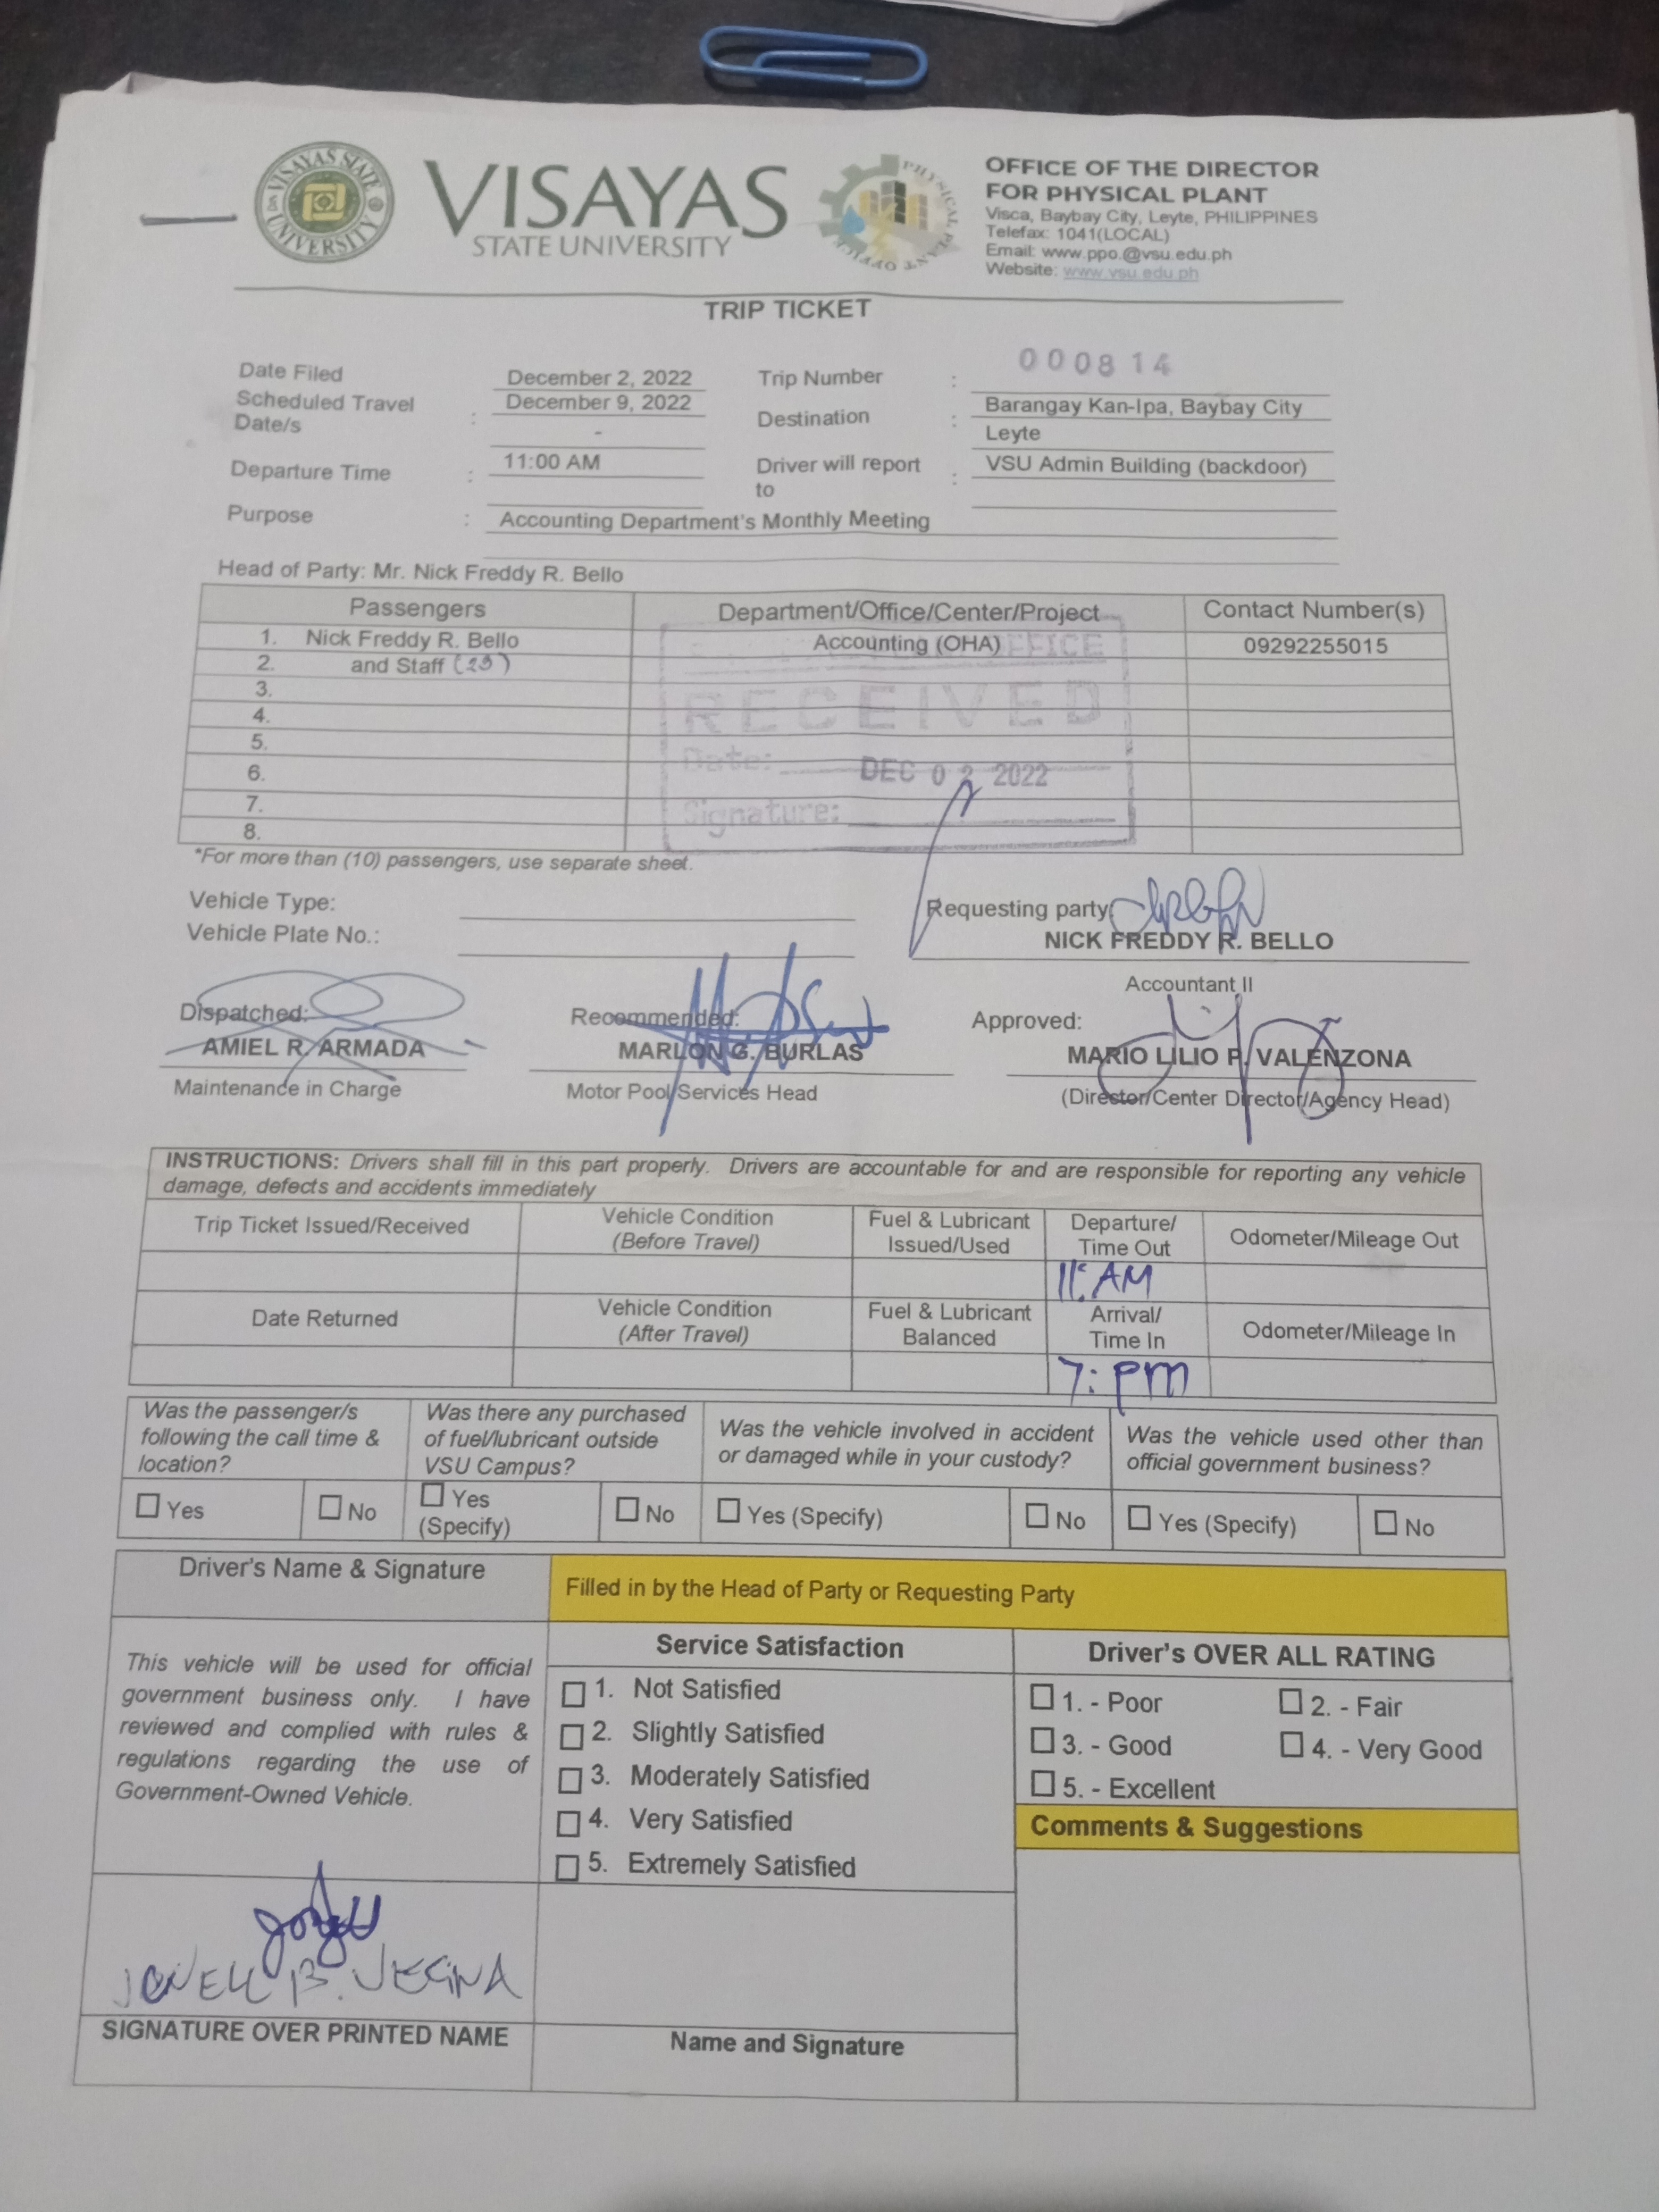 VISAYAS STATE UNIVERSITY
VISAYAS
STATE UNIVERSITY
PHYSICAL PLANT OFFICE
OFFICE OF THE DIRECTOR
FOR PHYSICAL PLANT
Visca, Baybay City, Leyte, PHILIPPINES
Telefax: 1041(LOCAL)
Email: www.ppo.@vsu.edu.ph
Website: www.vsu.edu.ph
TRIP TICKET
Date Filed December 2, 2022 Trip Number : 000814
Scheduled Travel Date/s : December 9, 2022 - Destination : Barangay Kan-Ipa, Baybay City
Leyte
Departure Time : 11:00 AM Driver will report to : VSU Admin Building (backdoor)
Purpose : Accounting Department's Monthly Meeting
Head of Party: Mr. Nick Freddy R. Bello
Passengers Department/Office/Center/Project Contact Number(s)
1. Nick Freddy R. Bello Accounting (OHA) 09292255015
2. and Staff
3.
4.
5.
6.
7.
8.
OFFICE
RECEIVED
Date: DEC 02 2022
Signature:
*For more than (10) passengers, use separate sheet.
Vehicle Type:
Vehicle Plate No.:
Requesting party:
NICK FREDDY R. BELLO
Accountant II
Dispatched: Recommended: Approved:
AMIEL R. ARMADA MARLON G. BURLAS MARIO LILIO P. VALENZONA
Maintenance in Charge Motor Pool Services Head (Director/Center Director/Agency Head)
INSTRUCTIONS: Drivers shall fill in this part properly. Drivers are accountable for and are responsible for reporting any vehicle
damage, defects and accidents immediately
Trip Ticket Issued/Received Vehicle Condition (Before Travel) Fuel & Lubricant Issued/Used Departure/ Time Out Odometer/Mileage Out
11: AM
Date Returned Vehicle Condition (After Travel) Fuel & Lubricant Balanced Arrival/ Time In Odometer/Mileage In
7: pm
Was the passenger/s following the call time & location? Was there any purchased of fuel/lubricant outside VSU Campus? Was the vehicle involved in accident or damaged while in your custody? Was the vehicle used other than official government business?
Yes No Yes (Specify) No Yes (Specify) No Yes (Specify) No
Driver's Name & Signature Filled in by the Head of Party or Requesting Party
This vehicle will be used for official
government business only. I have
reviewed and complied with rules &
regulations regarding the use of
Government-Owned Vehicle.
Service Satisfaction
1. Not Satisfied
2. Slightly Satisfied
3. Moderately Satisfied
4. Very Satisfied
5. Extremely Satisfied
Driver's OVER ALL RATING
1. - Poor 2. - Fair
3. - Good 4. - Very Good
5. - Excellent
Comments & Suggestions
SIGNATURE OVER PRINTED NAME
Name and Signature